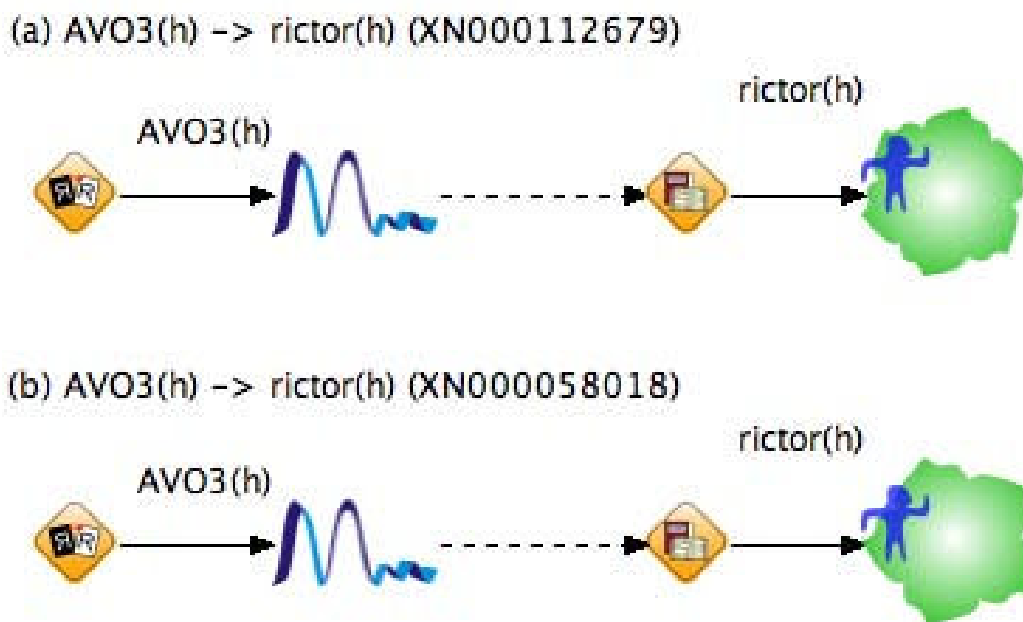 (a) AVO3(h) -> rictor(h) (XN000112679)
rictor(h)
AVO3(h)
(b) AVO3(h) -> rictor(h) (XN000058018)
rictor(h)
AVO3(h)